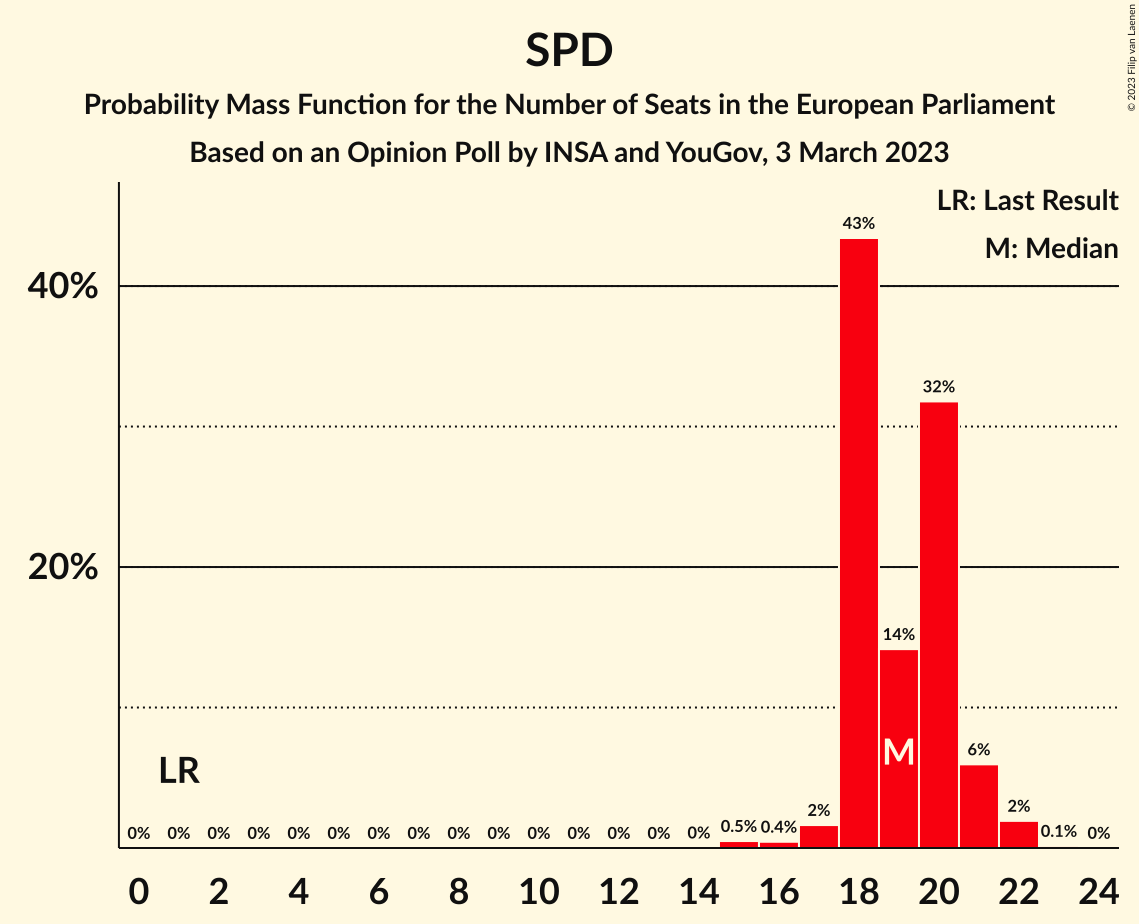 SPD
Probability Mass Function for the Number of Seats in the European Parliament
Based on an Opinion Poll by INSA and YouGov, 3 March 2023
© 2023 Filip van Laenen
LR: Last Result
M: Median
43%
40%
32%
20%
14%
M
LR
6%
2%
2%
0% 0% 0% 0% 0% 0% 0% 0% 0% 0% 0% 0% 0% 0% 0% 0.5% 0.4% 0.1% 0%
0 2 4 6 8 10 12 14 16 18 20 22 24